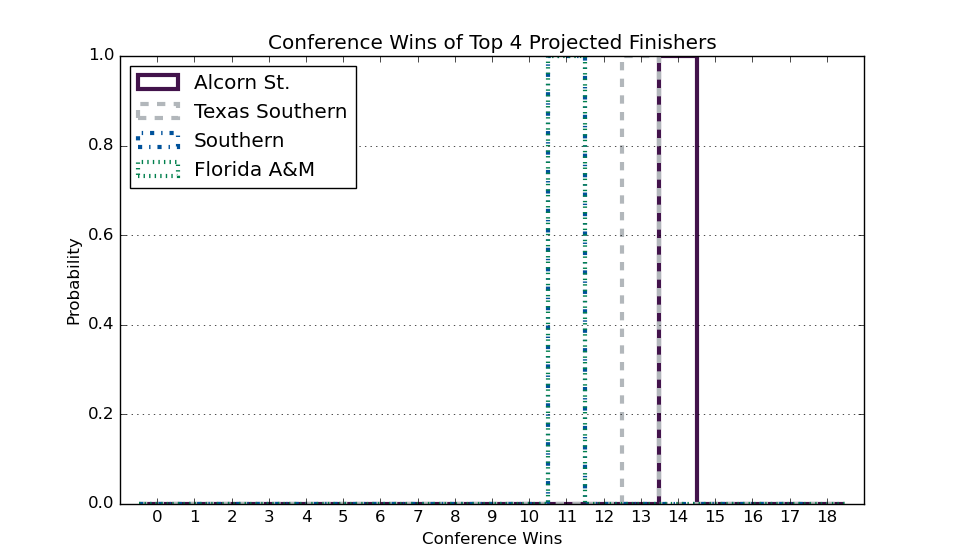 Conference Wins of Top 4 Projected Finishers
1.0
Alcorn St.
Texas Southern
Southern
Florida A&M
0.8
0.6
Probability
0.4
0.2
0.0
0 1 2 3 4 5 6 7 8 9 10 11 12 13 14 15 16 17 18
Conference Wins